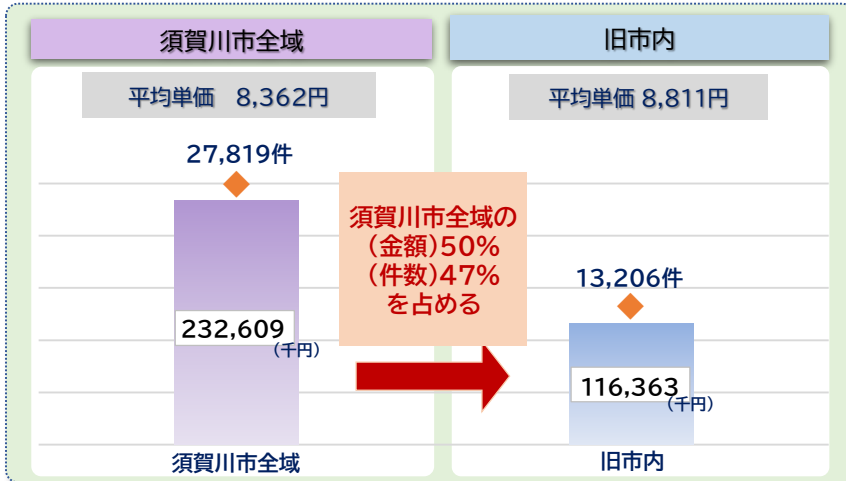 須賀川市全域
平均単価　8,362円
27,819件
232,609
（千円）
須賀川市全域
須賀川市全域の
（金額）50%
（件数）47%
を占める
旧市内
平均単価 8,811円
13,206件
116,363
（千円）
旧市内